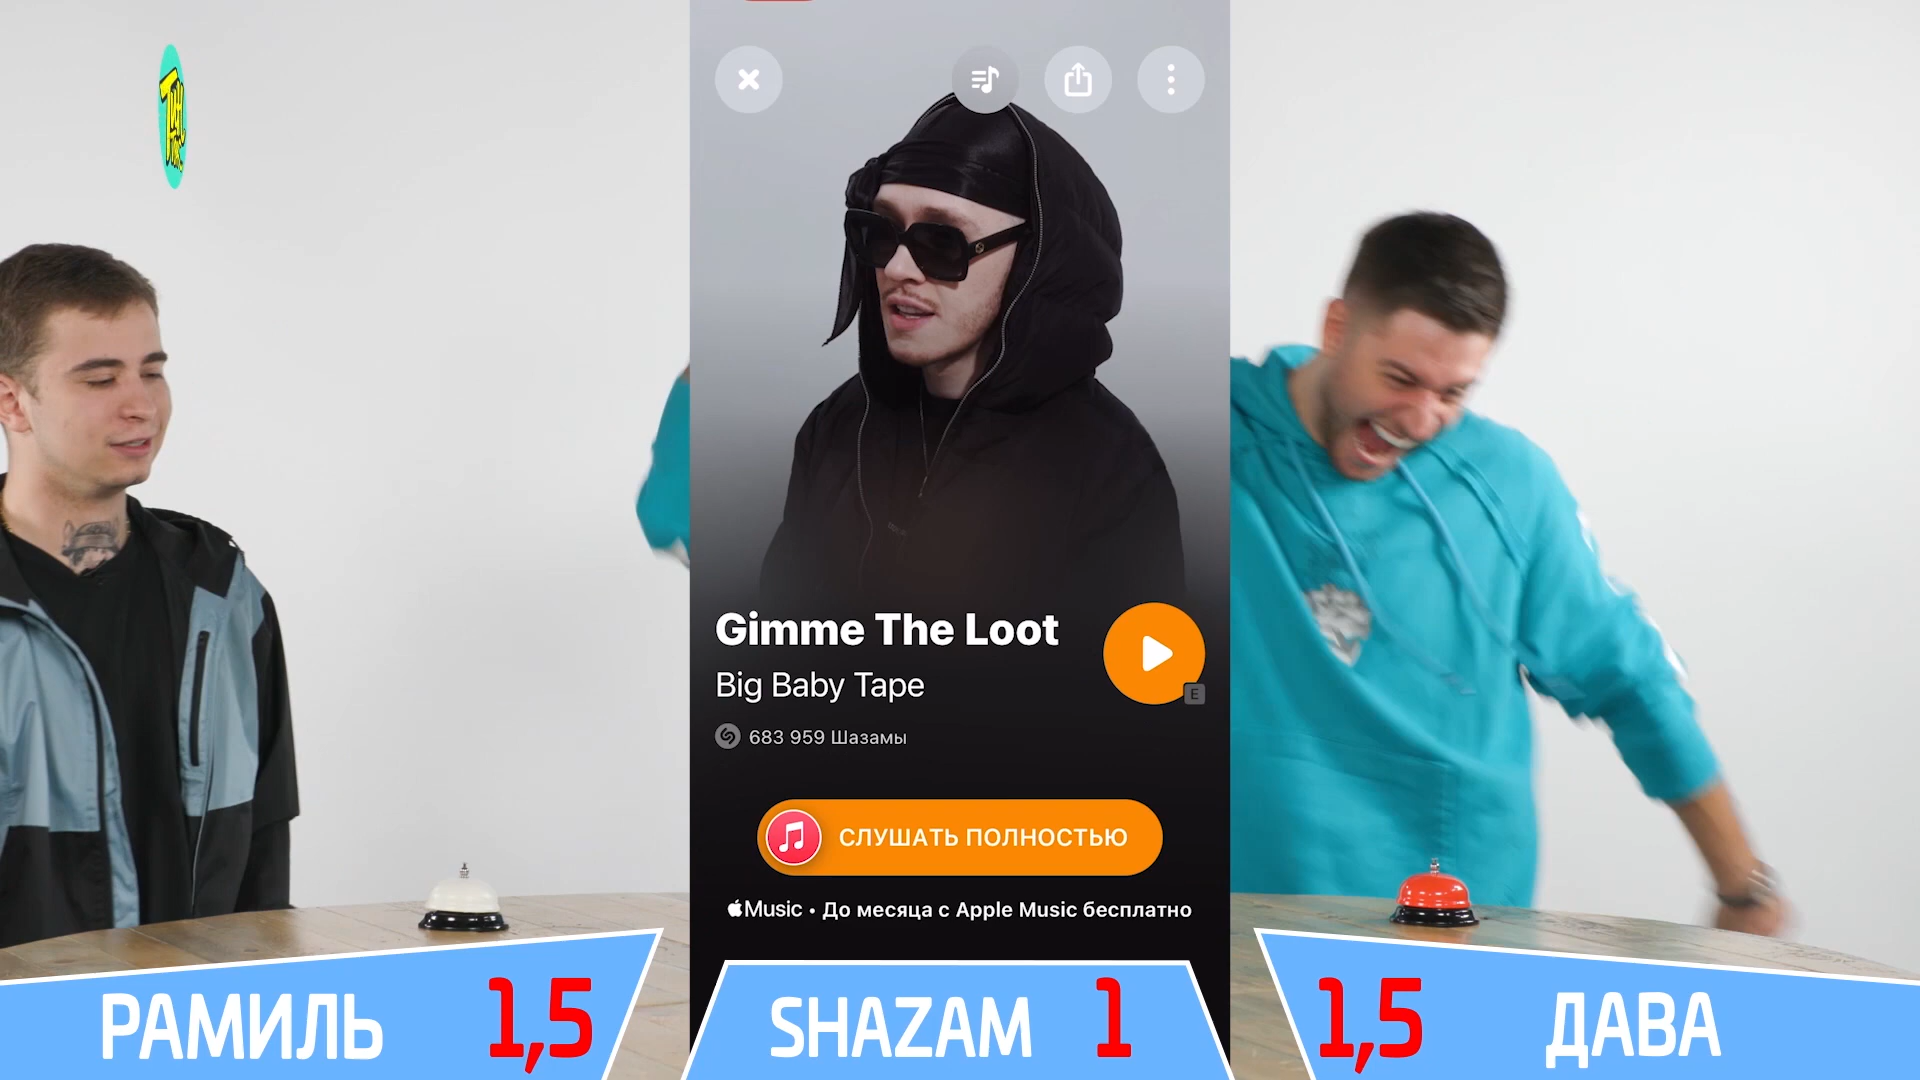 Gimme The Loot
Big Baby Tape
E
683 959 Шазамы
СЛУШАТЬ ПОЛНОСТЬЮ
Music • До месяца с Apple Music бесплатно
РАМИЛЬ 1,5
SHAZAM 1
1,5 ДАВА